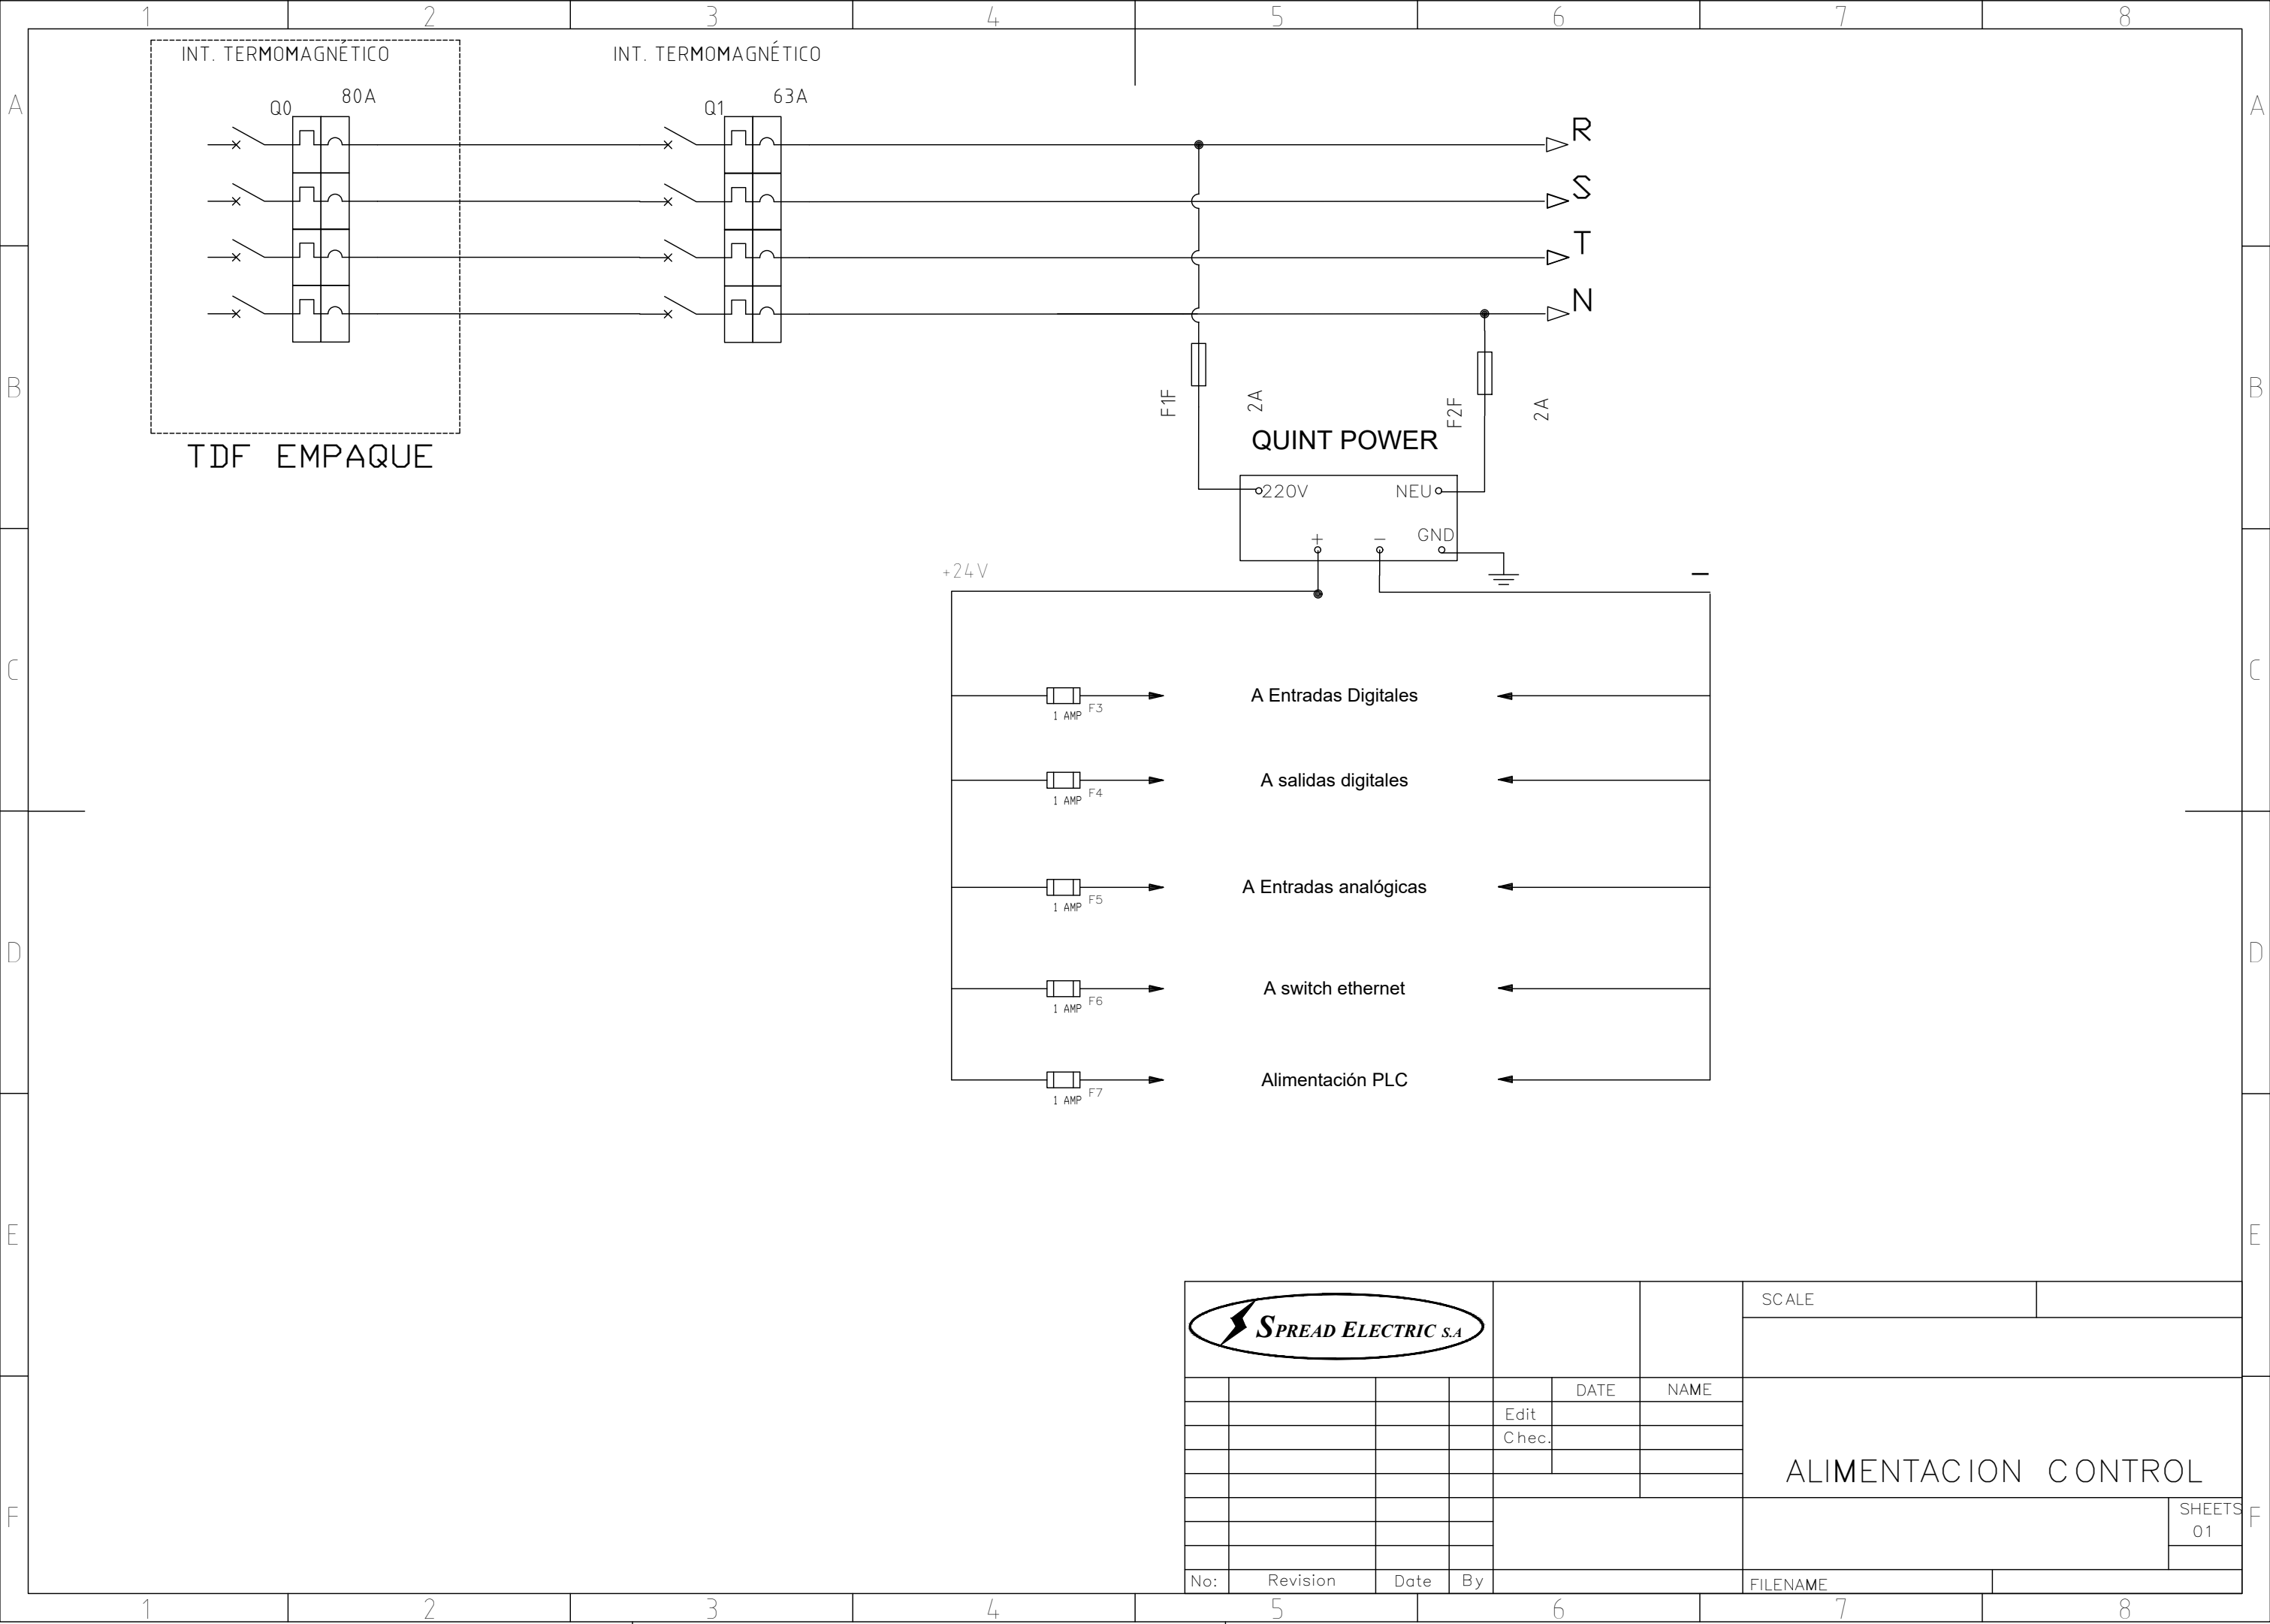 1 2 3 4 5 6 7 8
INT. TERMOMAGNÉTICO
INT. TERMOMAGNÉTICO
A
A
Q0
80A
Q1
63A
R
S
T
N
B
B
F1F
2A
F2F
2A
TDF EMPAQUE
QUINT POWER
220V
NEU
+
–
GND
+24V
–
C
C
A Entradas Digitales
1 AMP F3
A salidas digitales
1 AMP F4
A Entradas analógicas
1 AMP F5
D
D
A switch ethernet
1 AMP F6
Alimentación PLC
1 AMP F7
E
E
SPREAD ELECTRIC S.A
SCALE
DATE
NAME
Edit
Chec.
ALIMENTACION CONTROL
F
F
SHEETS
01
No:
Revision
Date
By
FILENAME
1 2 3 4 5 6 7 8